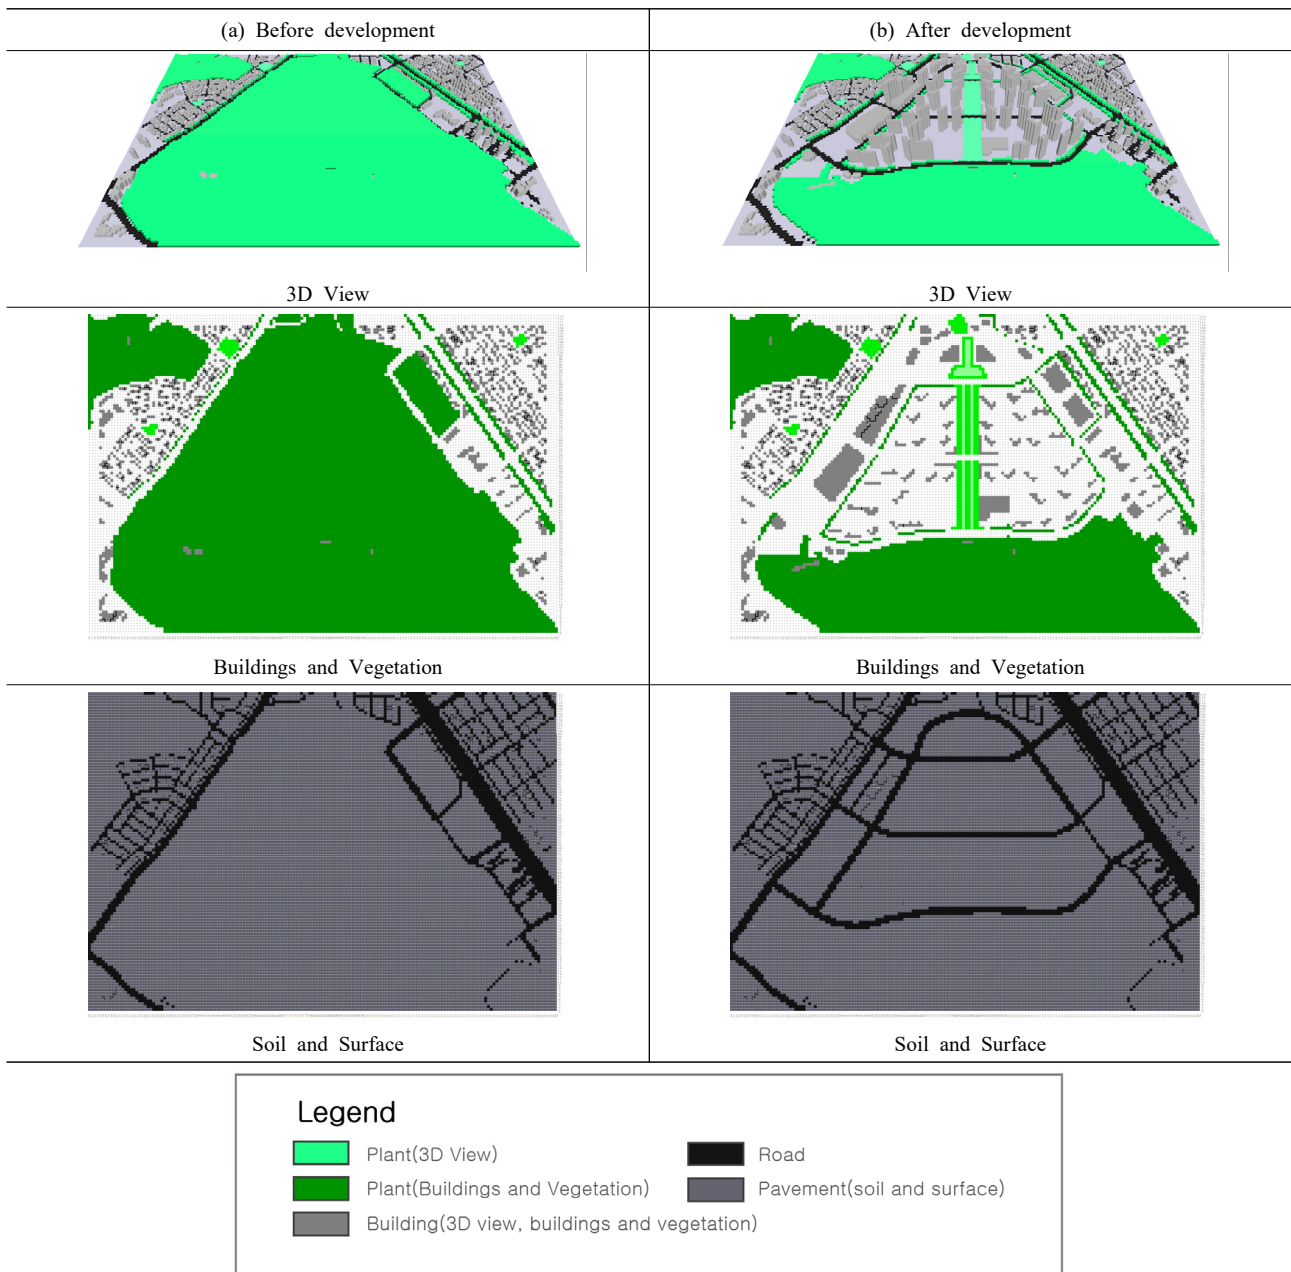 (a) Before development
(b) After development
3D View
3D View
Buildings and Vegetation
Buildings and Vegetation
Soil and Surface
Soil and Surface
Legend
Plant(3D View)
Road
Plant(Buildings and Vegetation)
Pavement(soil and surface)
Building(3D view, buildings and vegetation)